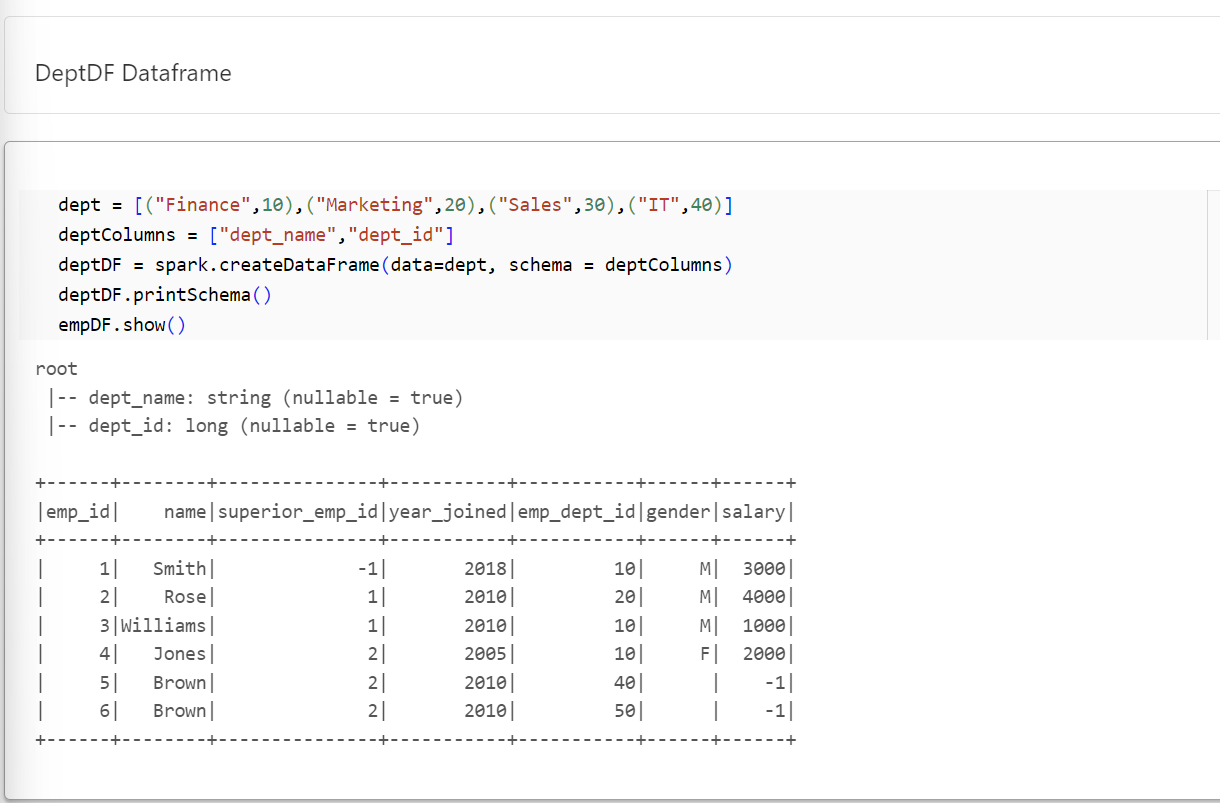 DeptDF Dataframe
dept = [("Finance",10),("Marketing",20),("Sales",30),("IT",40)]
deptColumns = ["dept_name","dept_id"]
deptDF = spark.createDataFrame(data=dept, schema = deptColumns)
deptDF.printSchema()
empDF.show()
root
 |-- dept_name: string (nullable = true)
 |-- dept_id: long (nullable = true)
+------+--------+---------------+-----------+-----------+------+------+
|emp_id|    name|superior_emp_id|year_joined|emp_dept_id|gender|salary|
+------+--------+---------------+-----------+-----------+------+------+
|     1|   Smith|             -1|       2018|         10|     M|  3000|
|     2|    Rose|              1|       2010|         20|     M|  4000|
|     3|Williams|              1|       2010|         10|     M|  1000|
|     4|   Jones|              2|       2005|         10|     F|  2000|
|     5|   Brown|              2|       2010|         40|      |    -1|
|     6|   Brown|              2|       2010|         50|      |    -1|
+------+--------+---------------+-----------+-----------+------+------+